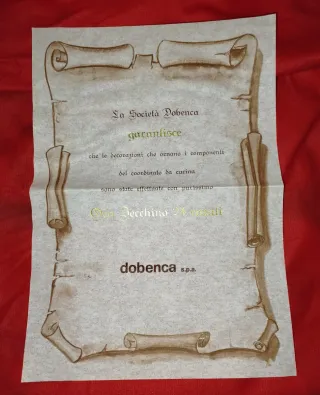 La Società Dobenca
garantisce
che le decorazioni che ornano i componenti
del coordinato da cucina
sono state effettuate con purissimo
Oro Zecchino
dobenca s.p.a.